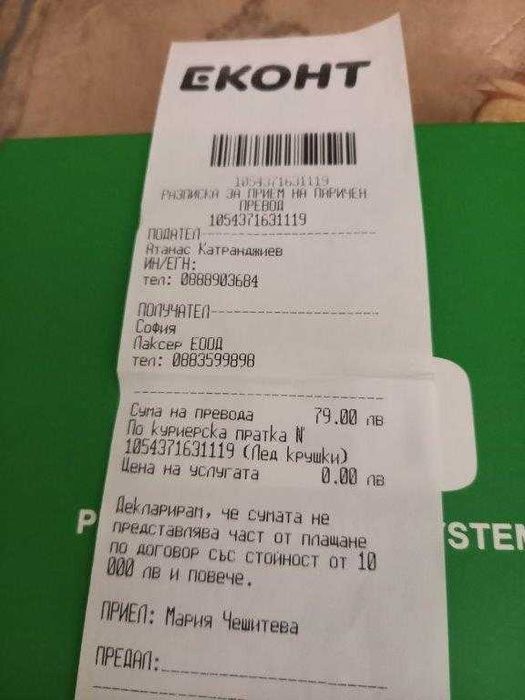 ЕКОНТ
1054371631119
РАЗПИСКА ЗА ПРИЕМ НА ПАРИЧЕН
ПРЕВОД
1054371631119
ПОДАТЕЛ
Атанас Катранджиев
ИН/ЕГН:
тел: 0888903684
ПОЛУЧАТЕЛ
София
Лаксер ЕООД
тел: 0883599898
Сума на превода 79.00 лв
По куриерска пратка N
1054371631119 (Лед крушки)
Цена на услугата 0.00 лв
Декларирам, че сумата не
представлява част от плащане
по договор със стойност от 10
000 лв и повече.
ПРИЕЛ: Мария Чешитева
ПРЕДАЛ: